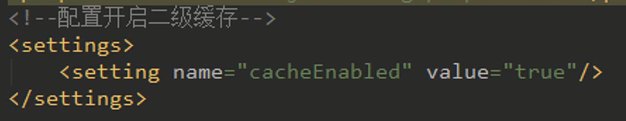 <!--配置开启二级缓存-->
<settings>
    <setting name="cacheEnabled" value="true"/>
</settings>